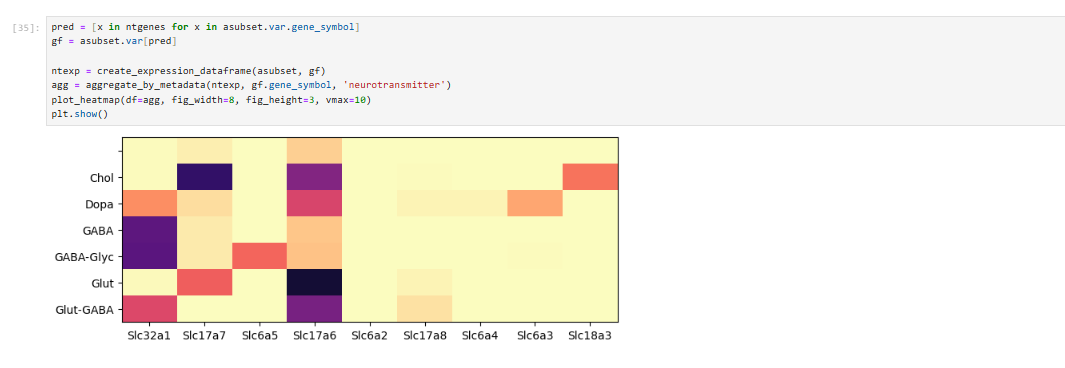 [35]: pred = [x in ntgenes for x in asubset.var.gene_symbol]
gf = asubset.var[pred]
ntexp = create_expression_dataframe(asubset, gf)
agg = aggregate_by_metadata(ntexp, gf.gene_symbol, 'neurotransmitter')
plot_heatmap(df=agg, fig_width=8, fig_height=3, vmax=10)
plt.show()
Chol
Dopa
GABA
GABA-Glyc
Glut
Glut-GABA
Slc32a1 Slc17a7 Slc6a5 Slc17a6 Slc6a2 Slc17a8 Slc6a4 Slc6a3 Slc18a3